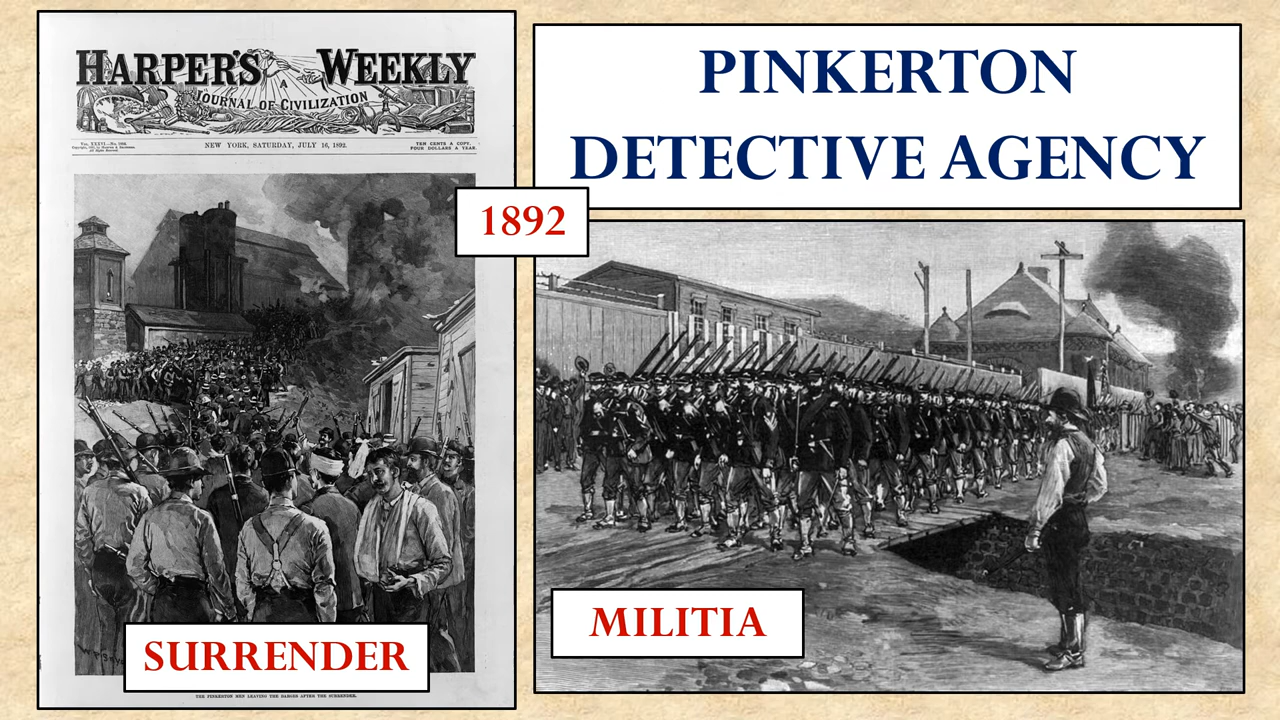 HARPER'S WEEKLY
A
JOURNAL OF CIVILIZATION
NEW YORK, SATURDAY, JULY 16, 1892.
TEN CENTS A COPY.
FOUR DOLLARS A YEAR.
PINKERTON
DETECTIVE AGENCY
1892
MILITIA
SURRENDER
THE PINKERTON MEN LEAVING THE BARGES AFTER THE SURRENDER.